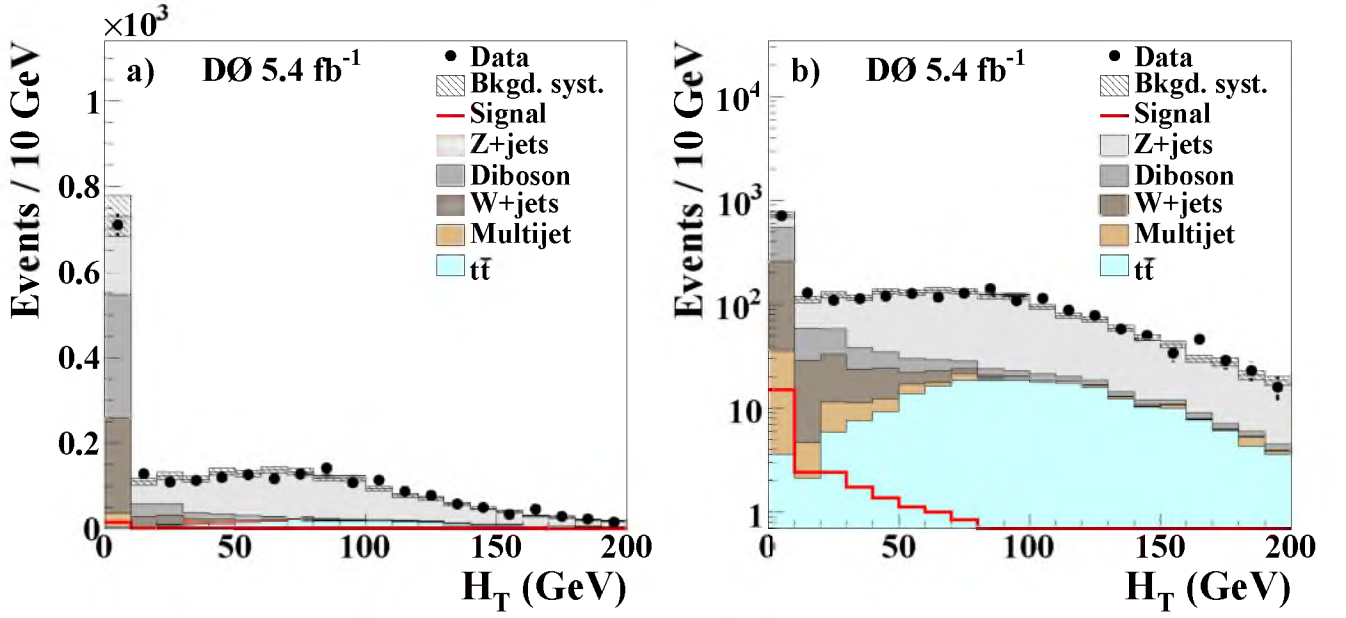 ×10³
a) DØ 5.4 fb⁻¹
Events / 10 GeV
1
0.8
0.6
0.4
0.2
0
Data
Bkgd. syst.
Signal
Z+jets
Diboson
W+jets
Multijet
tt̄
0 50 100 150 200
H_T (GeV)
b) DØ 5.4 fb⁻¹
Events / 10 GeV
10⁴
10³
10²
10
1
Data
Bkgd. syst.
Signal
Z+jets
Diboson
W+jets
Multijet
tt̄
0 50 100 150 200
H_T (GeV)